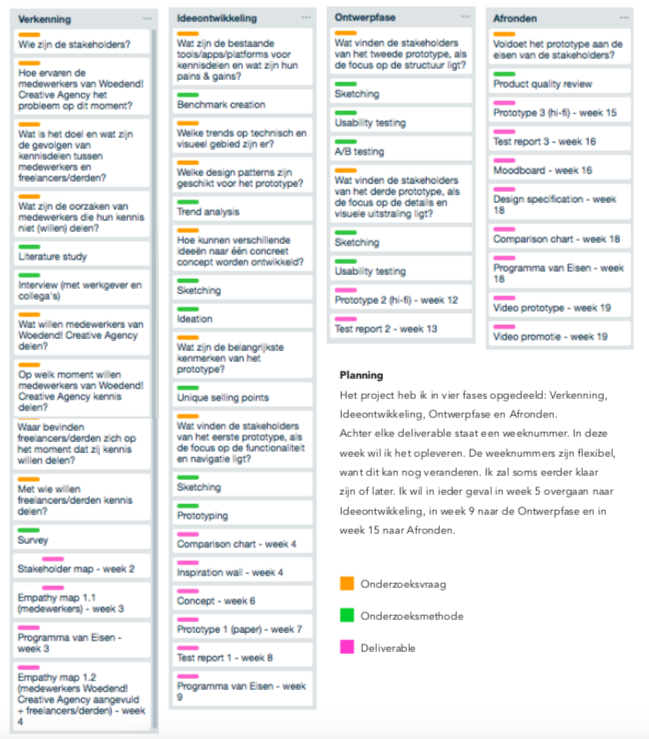 Verkenning
Wie zijn de stakeholders?
Hoe ervaren de
medewerkers van Woedend!
Creative Agency het
probleem op dit moment?
Wat is het doel en wat zijn
de gevolgen van
kennisdelen tussen
medewerkers en
freelancers/derden?
Wat zijn de oorzaken van
medewerkers die hun kennis
niet (willen) delen?
Literature study
Interview (met werkgever en
collega's)
Wat willen medewerkers van
Woedend! Creative Agency
delen?
Op welk moment willen
medewerkers van Woedend!
Creative Agency kennis
delen?
Waar bevinden
freelancers/derden zich op
het moment dat zij kennis
willen delen?
Met wie willen
freelancers/derden kennis
delen?
Survey
Stakeholder map - week 2
Empathy map 1.1
(medewerkers) - week 3
Programma van Eisen -
week 3
Empathy map 1.2
(medewerkers Woedend!
Creative Agency aangevuld
+ freelancers/derden) - week
4
Ideeontwikkeling
Wat zijn de bestaande
tools/apps/platforms voor
kennisdelen en wat zijn hun
pains & gains?
Benchmark creation
Welke trends op technisch en
visueel gebied zijn er?
Welke design patterns zijn
geschikt voor het prototype?
Trend analysis
Hoe kunnen verschillende
ideeën naar één concreet
concept worden ontwikkeld?
Sketching
Ideation
Wat zijn de belangrijkste
kenmerken van het
prototype?
Unique selling points
Wat vinden de stakeholders
van het eerste prototype, als
de focus op de functionaliteit
en navigatie ligt?
Sketching
Prototyping
Comparison chart - week 4
Inspiration wall - week 4
Concept - week 6
Prototype 1 (paper) - week 7
Test report 1 - week 8
Programma van Eisen - week
9
Ontwerpfase
Wat vinden de stakeholders
van het tweede prototype, als
de focus op de structuur ligt?
Sketching
Usability testing
A/B testing
Wat vinden de stakeholders
van het derde prototype, als
de focus op de details en
visuele uitstraling ligt?
Sketching
Usability testing
Prototype 2 (hi-fi) - week 12
Test report 2 - week 13
Afronden
Voldoet het prototype aan de
eisen van de stakeholders?
Product quality review
Prototype 3 (hi-fi) - week 15
Test report 3 - week 16
Moodboard - week 16
Design specification - week
18
Comparison chart - week 18
Programma van Eisen - week
18
Video prototype - week 19
Video promotie - week 19
Planning
Het project heb ik in vier fases opgedeeld: Verkenning,
Ideeontwikkeling, Ontwerpfase en Afronden.
Achter elke deliverable staat een weeknummer. In deze
week wil ik het opleveren. De weeknummers zijn flexibel,
want dit kan nog veranderen. Ik zal soms eerder klaar
zijn of later. Ik wil in ieder geval in week 5 overgaan naar
Ideeontwikkeling, in week 9 naar de Ontwerpfase en in
week 15 naar Afronden.
Onderzoeksvraag
Onderzoeksmethode
Deliverable